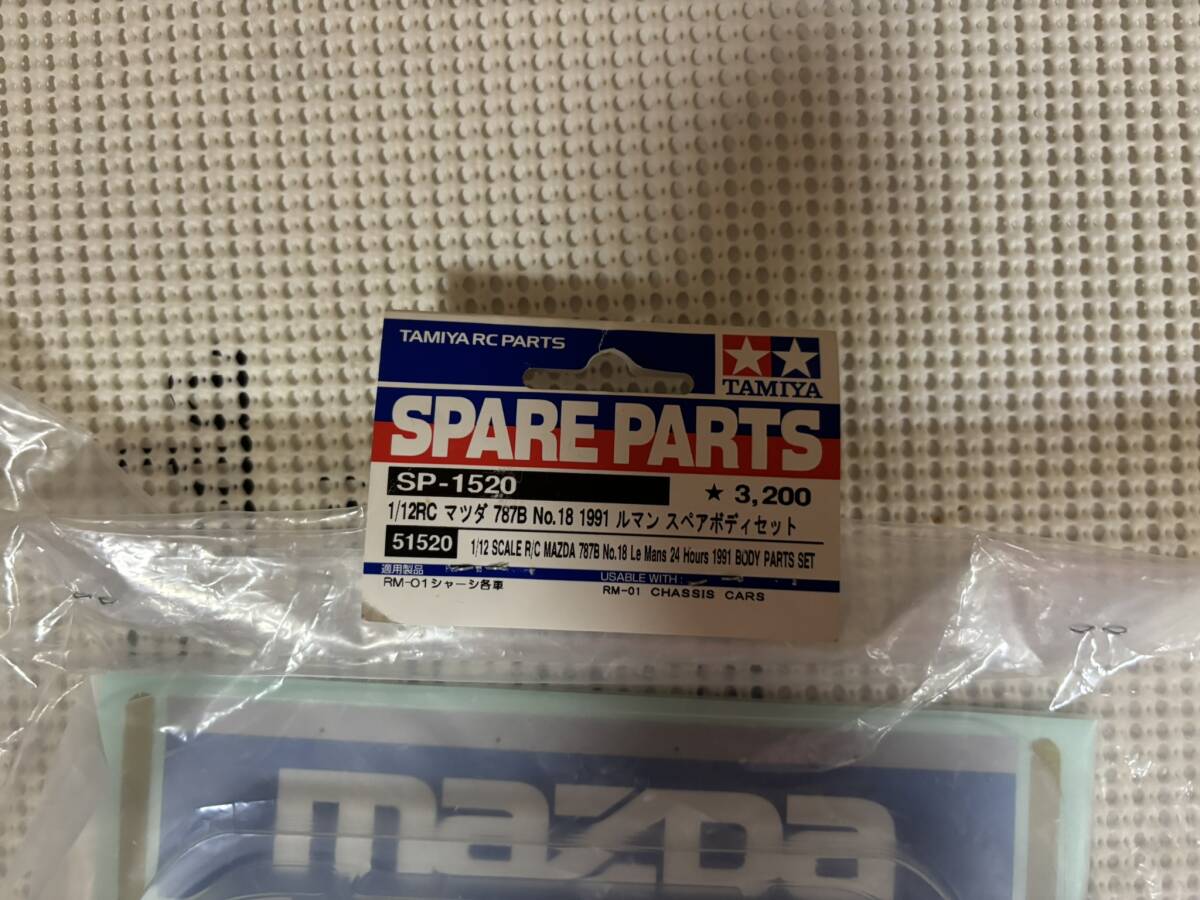 TAMIYA RC PARTS
TAMIYA
SPARE PARTS
SP-1520
★ 3,200
1/12RC マツダ 787B No.18 1991 ルマン スペアボディセット
51520
1/12 SCALE R/C MAZDA 787B No.18 Le Mans 24 Hours 1991 BODY PARTS SET
適用製品
USABLE WITH :
RM-01シャーシ各車
RM-01 CHASSIS CARS
mazda